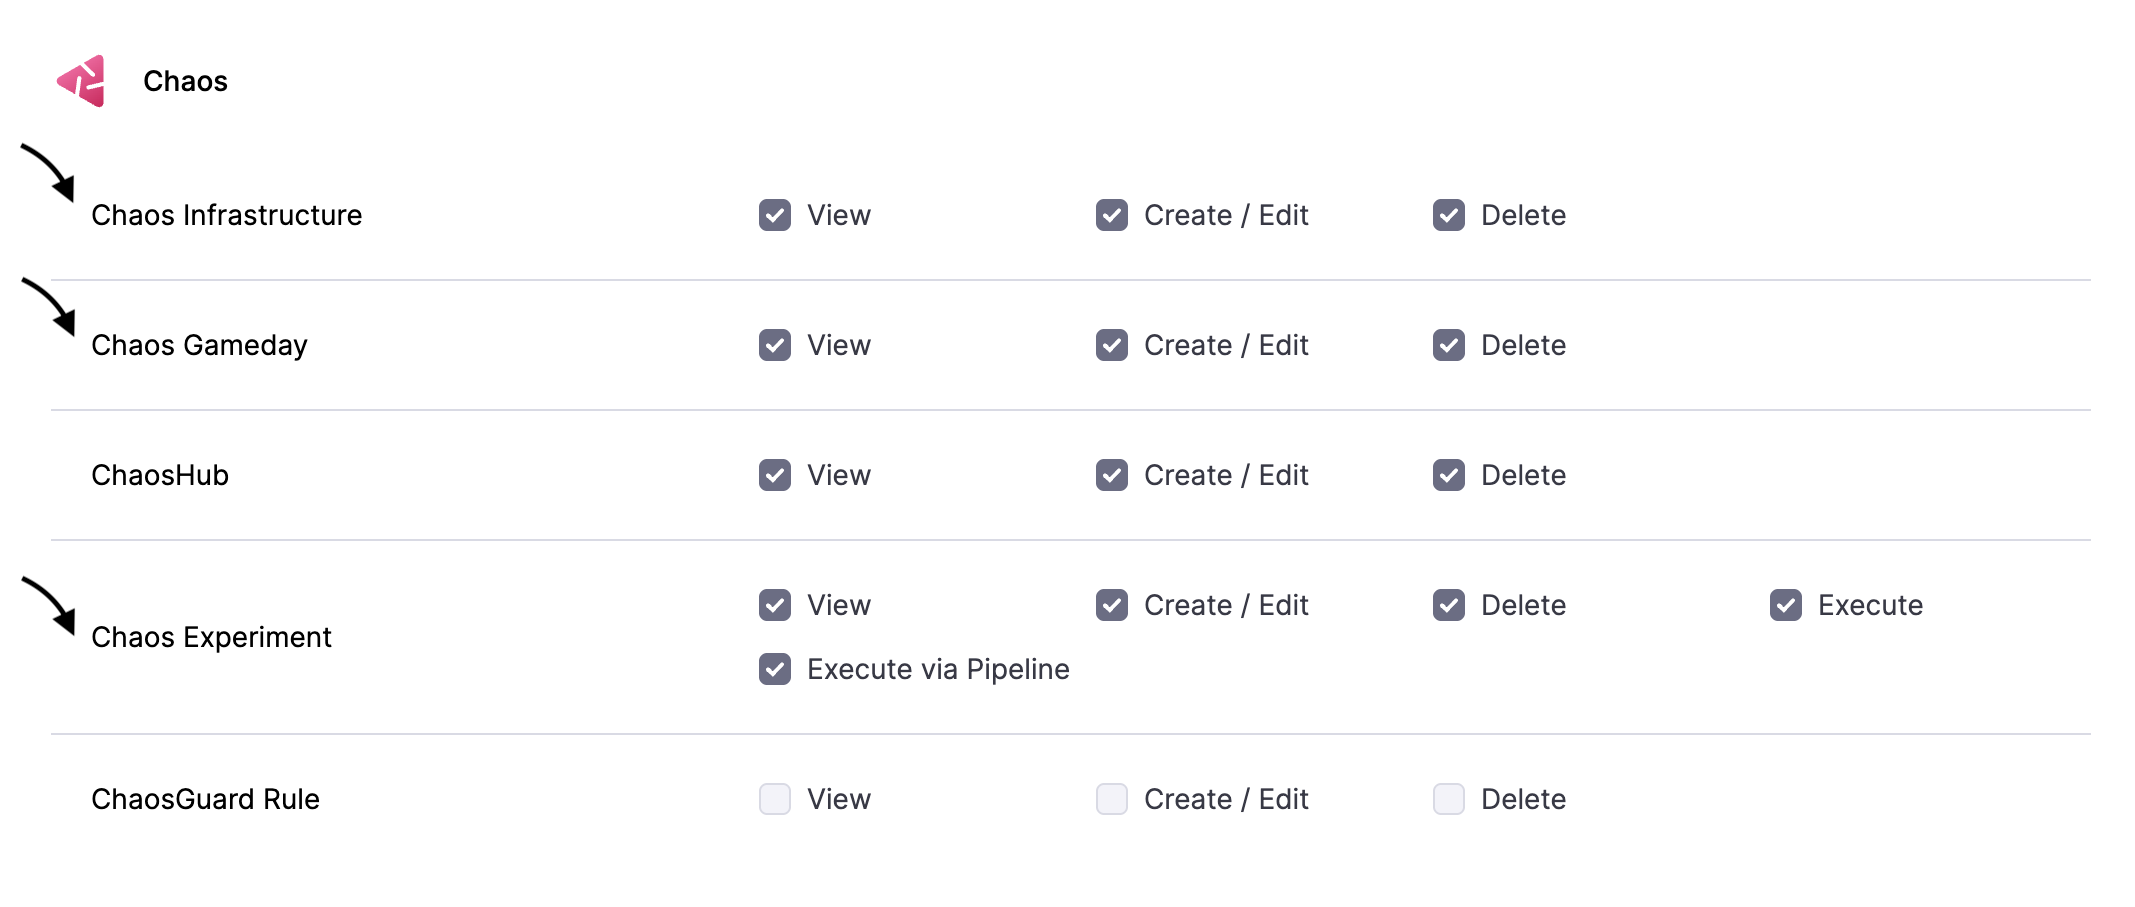 Chaos
Chaos Infrastructure View Create / Edit Delete
Chaos Gameday View Create / Edit Delete
ChaosHub View Create / Edit Delete
Chaos Experiment View Create / Edit Delete Execute
Execute via Pipeline
ChaosGuard Rule View Create / Edit Delete